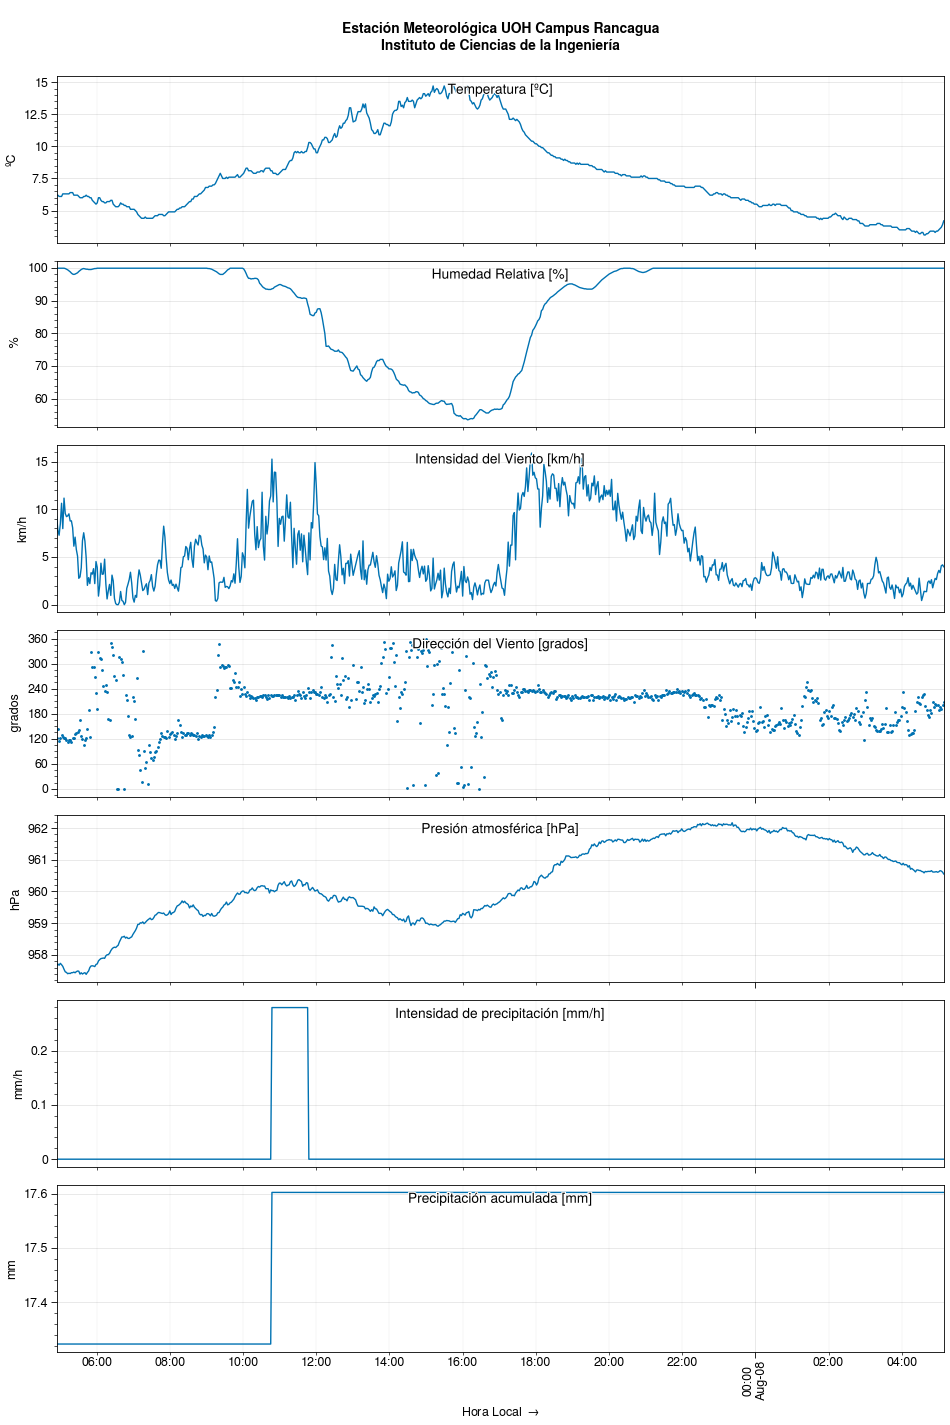 Estación Meteorológica UOH Campus Rancagua
Instituto de Ciencias de la Ingeniería
Temperatura [ºC]
15
12.5
10
7.5
5
ºC
Humedad Relativa [%]
100
90
80
70
60
%
Intensidad del Viento [km/h]
15
10
5
0
km/h
Dirección del Viento [grados]
360
300
240
180
120
60
0
grados
Presión atmosférica [hPa]
962
961
960
959
958
hPa
Intensidad de precipitación [mm/h]
0.2
0.1
0
mm/h
Precipitación acumulada [mm]
17.6
17.5
17.4
mm
06:00 08:00 10:00 12:00 14:00 16:00 18:00 20:00 22:00 00:00 02:00 04:00
Aug-08
Hora Local →